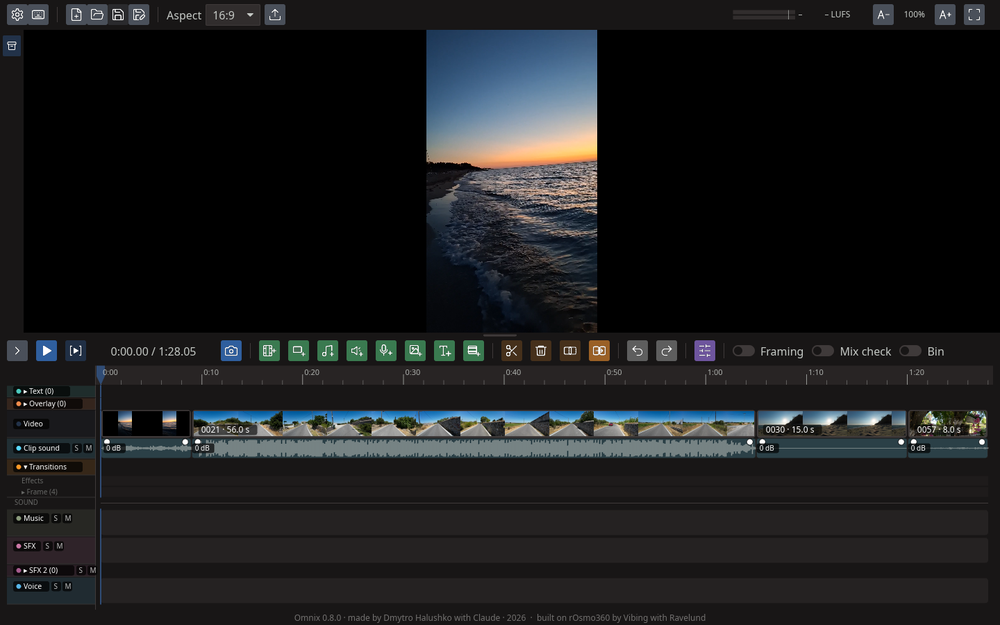 Aspect 16:9 – – LUFS A− 100% A+
0:00.00 / 1:28.05 Framing Mix check Bin
0:00 0:10 0:20 0:30 0:40 0:50 1:00 1:10 1:20
▸ Text (0)
▸ Overlay (0)
Video 0021 · 56.0 s 0030 · 15.0 s 0057 · 8.0 s
Clip sound S M 0 dB 0 dB 0 dB 0 dB
▾ Transitions
Effects
▸ Frame (4)
SOUND
Music S M
SFX S M
▸ SFX 2 (0) S M
Voice S M
Omnix 0.8.0 · made by Dmytro Halushko with Claude · 2026 · built on rOsmo360 by Vibing with Ravelund